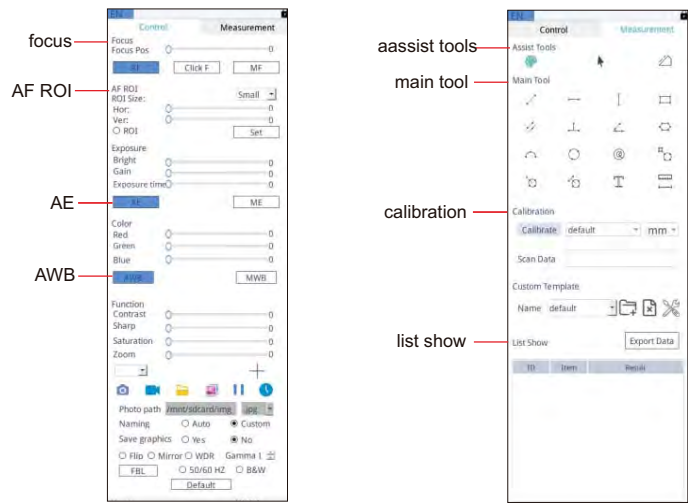 EN
Control Measurement
focus
Focus
Focus Pos 0
AF Click F MF
AF ROI
AF ROI
ROI Size: Small
Hor: 0
Ver: 0
ROI Set
Exposure
Bright 0
Gain 0
Exposure time 0
AE
AE ME
Color
Red 0
Green 0
Blue 0
AWB
AWB MWB
Function
Contrast 0
Sharp 0
Saturation 0
Zoom 0
Photo path /mnt/sdcard/img .jpg
Naming Auto Custom
Save graphics Yes No
Flip Mirror WDR Gamma 1
FBL 50/60 HZ B&W
Default
EN
Control Measurement
aassist tools
Assist Tools
main tool
Main Tool
T
calibration
Calibration
Calibrate default mm
Scan Data
Custom Template
Name default
list show
List Show Export Data
ID Item Result